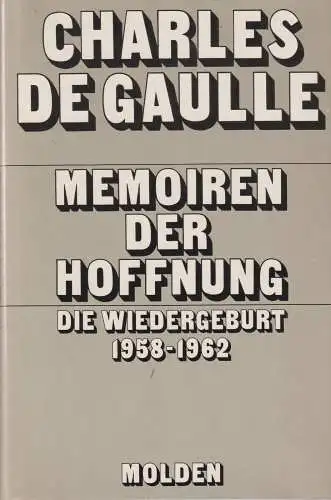 CHARLES
DE GAULLE
MEMOIREN
DER
HOFFNUNG
DIE WIEDERGEBURT
1958-1962
MOLDEN